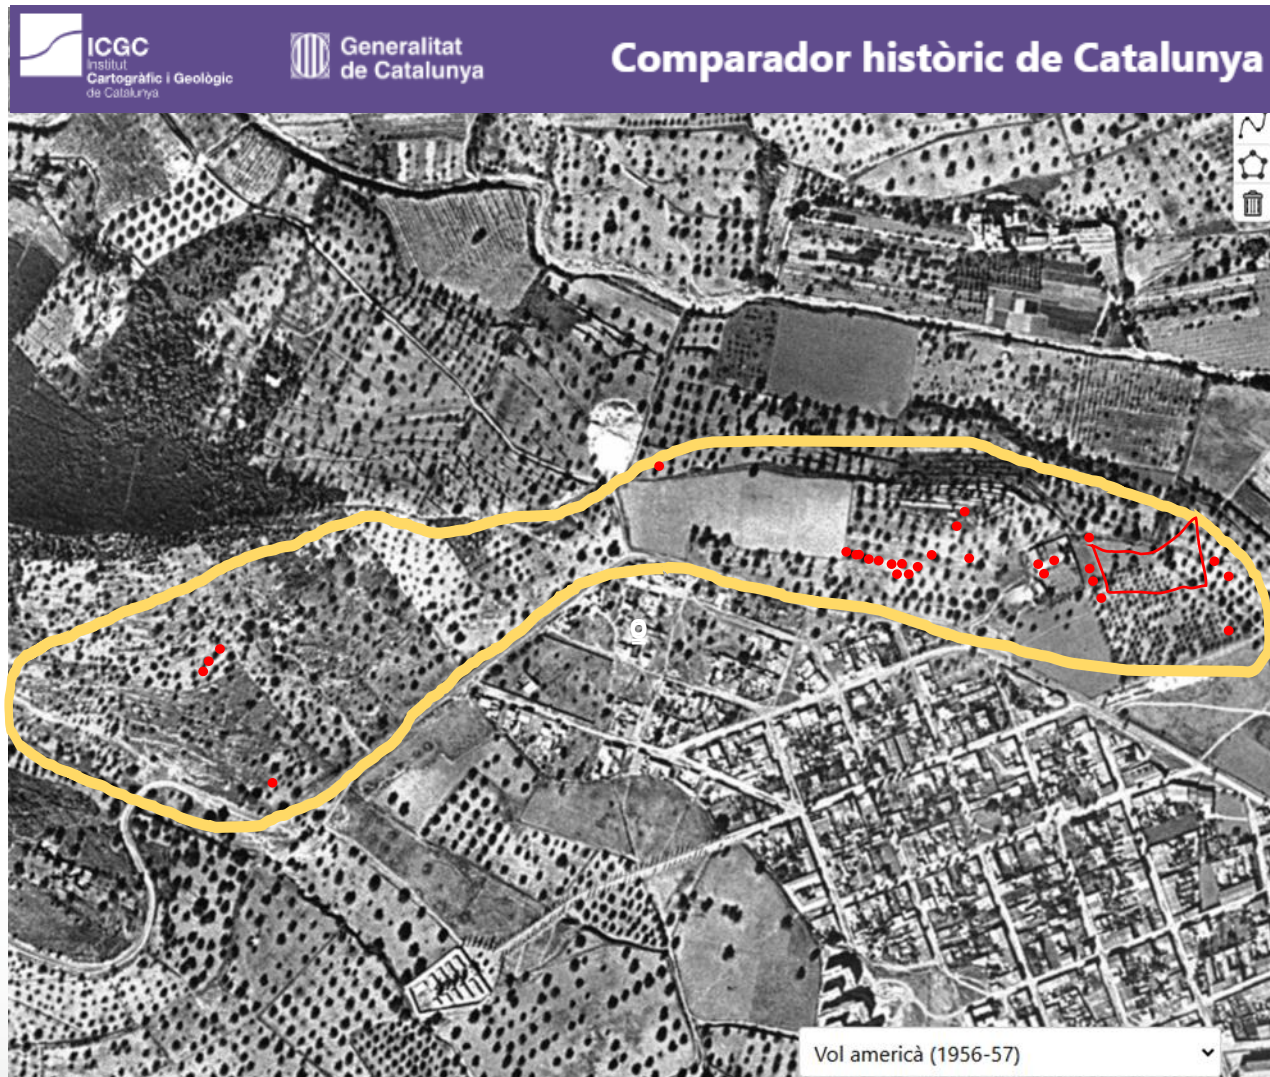 ICGC
Institut
Cartogràfic i Geològic
de Catalunya
Generalitat
de Catalunya
Comparador històric de Catalunya
Vol americà (1956-57)